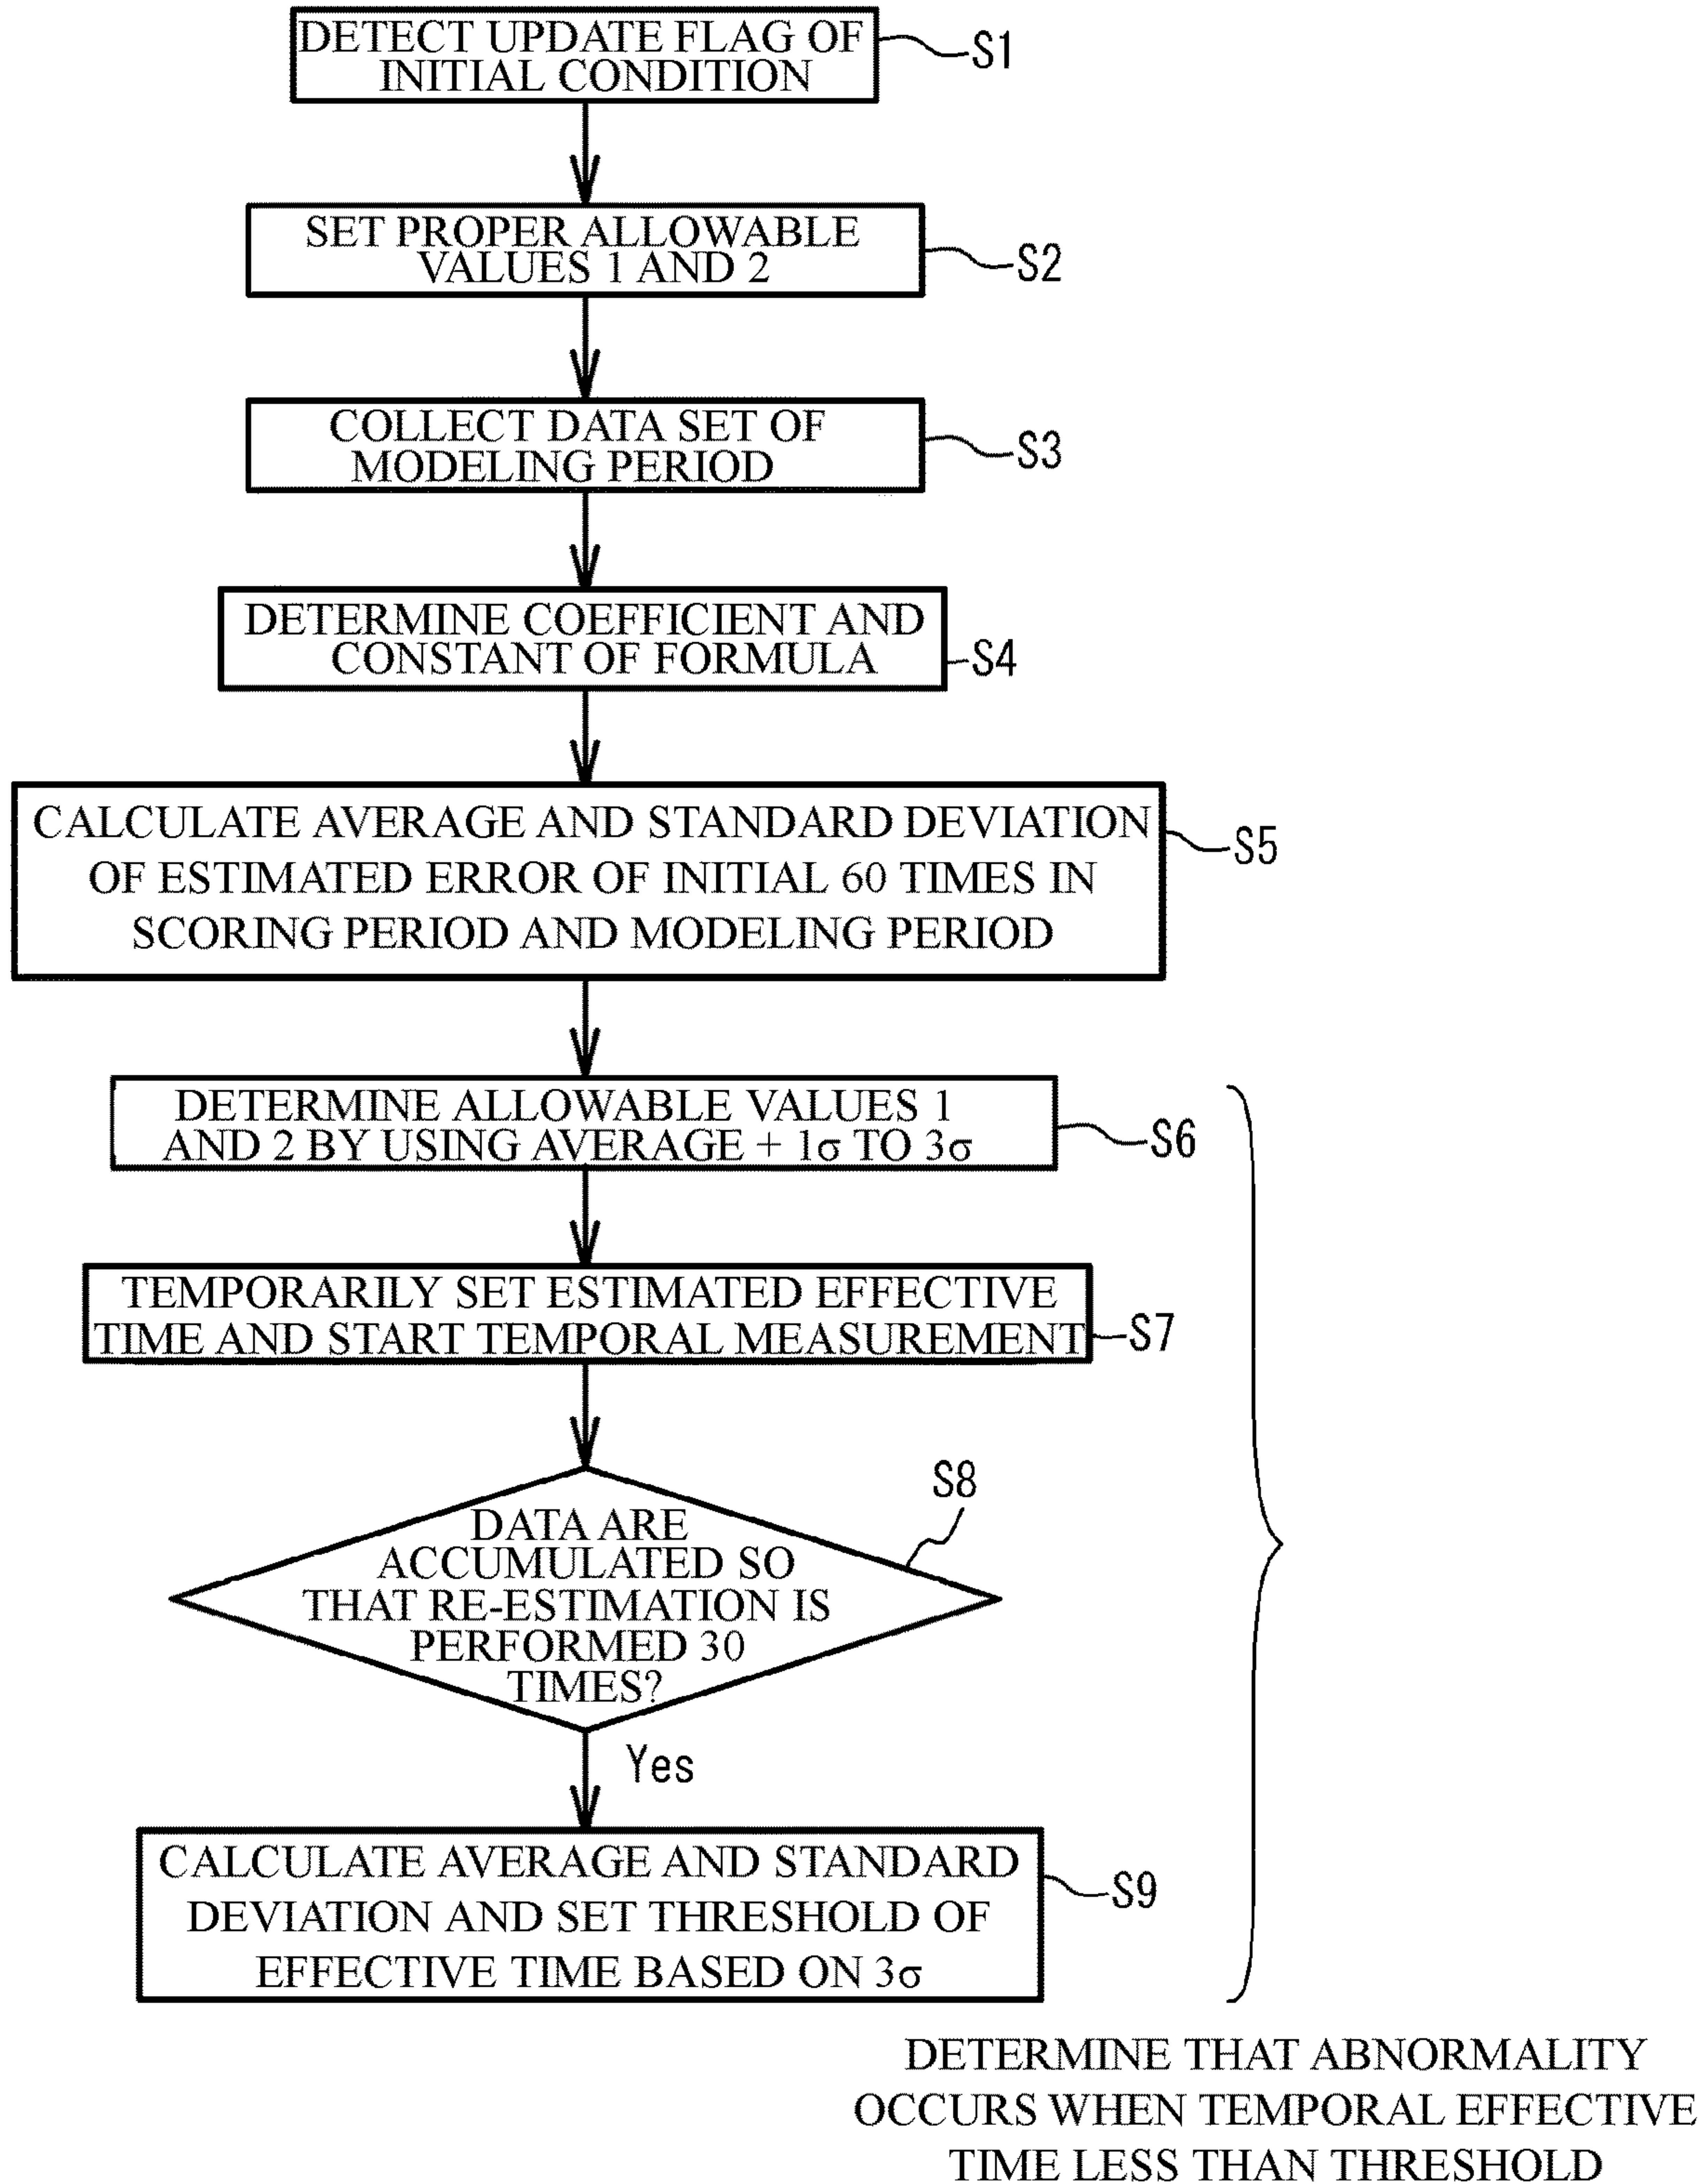 DETECT UPDATE FLAG OF
INITIAL CONDITION
S1
SET PROPER ALLOWABLE
VALUES 1 AND 2
S2
COLLECT DATA SET OF
MODELING PERIOD
S3
DETERMINE COEFFICIENT AND
CONSTANT OF FORMULA
S4
CALCULATE AVERAGE AND STANDARD DEVIATION
OF ESTIMATED ERROR OF INITIAL 60 TIMES IN
SCORING PERIOD AND MODELING PERIOD
S5
DETERMINE ALLOWABLE VALUES 1
AND 2 BY USING AVERAGE + 1σ TO 3σ
S6
TEMPORARILY SET ESTIMATED EFFECTIVE
TIME AND START TEMPORAL MEASUREMENT
S7
DATA ARE
ACCUMULATED SO
THAT RE-ESTIMATION IS
PERFORMED 30
TIMES?
S8
Yes
CALCULATE AVERAGE AND STANDARD
DEVIATION AND SET THRESHOLD OF
EFFECTIVE TIME BASED ON 3σ
S9
DETERMINE THAT ABNORMALITY
OCCURS WHEN TEMPORAL EFFECTIVE
TIME LESS THAN THRESHOLD